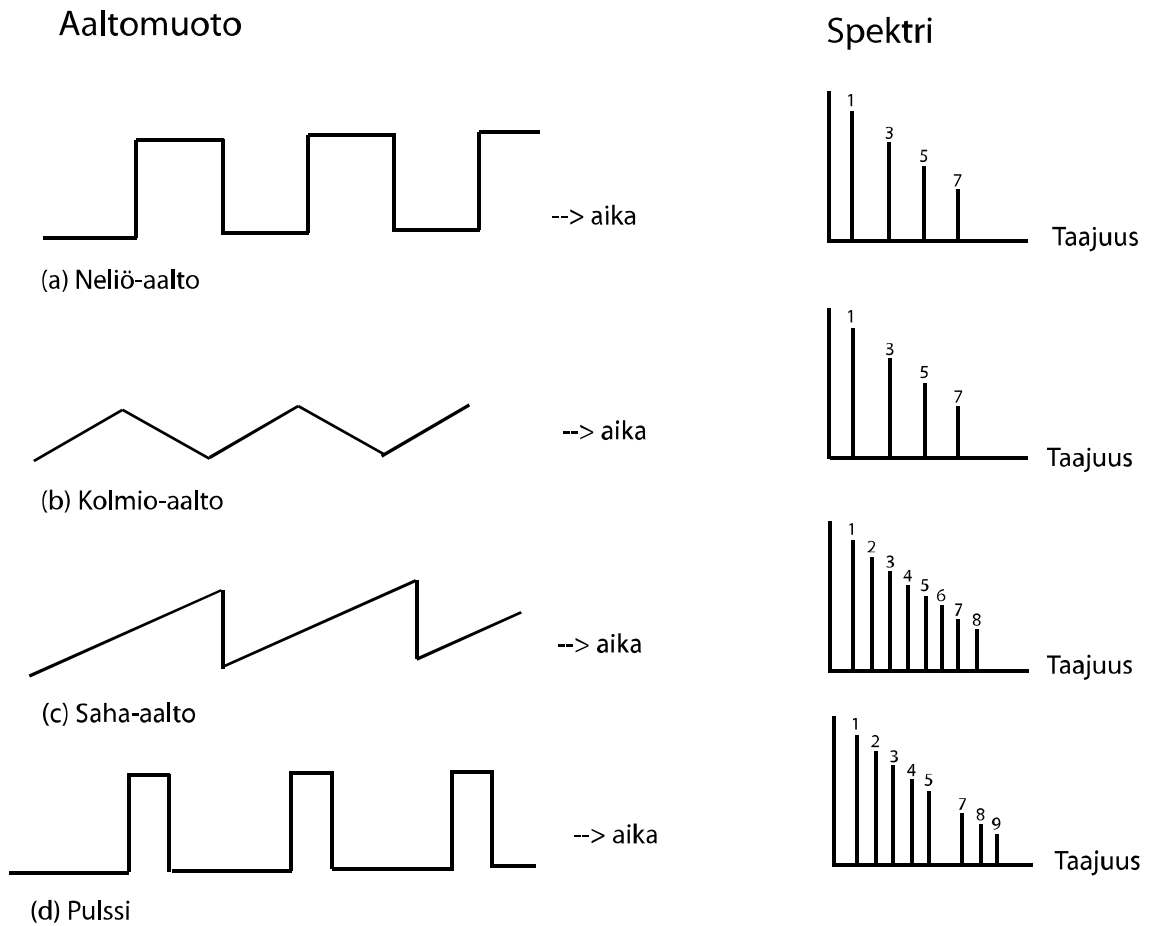 Aaltomuoto
Spektri
1
3
5
7
--> aika
Taajuus
(a) Neliö-aalto
1
3
5
7
--> aika
Taajuus
(b) Kolmio-aalto
1
2
3
4
5
6
7
8
--> aika
Taajuus
(c) Saha-aalto
1
2
3
4
5
7
8
9
--> aika
Taajuus
(d) Pulssi